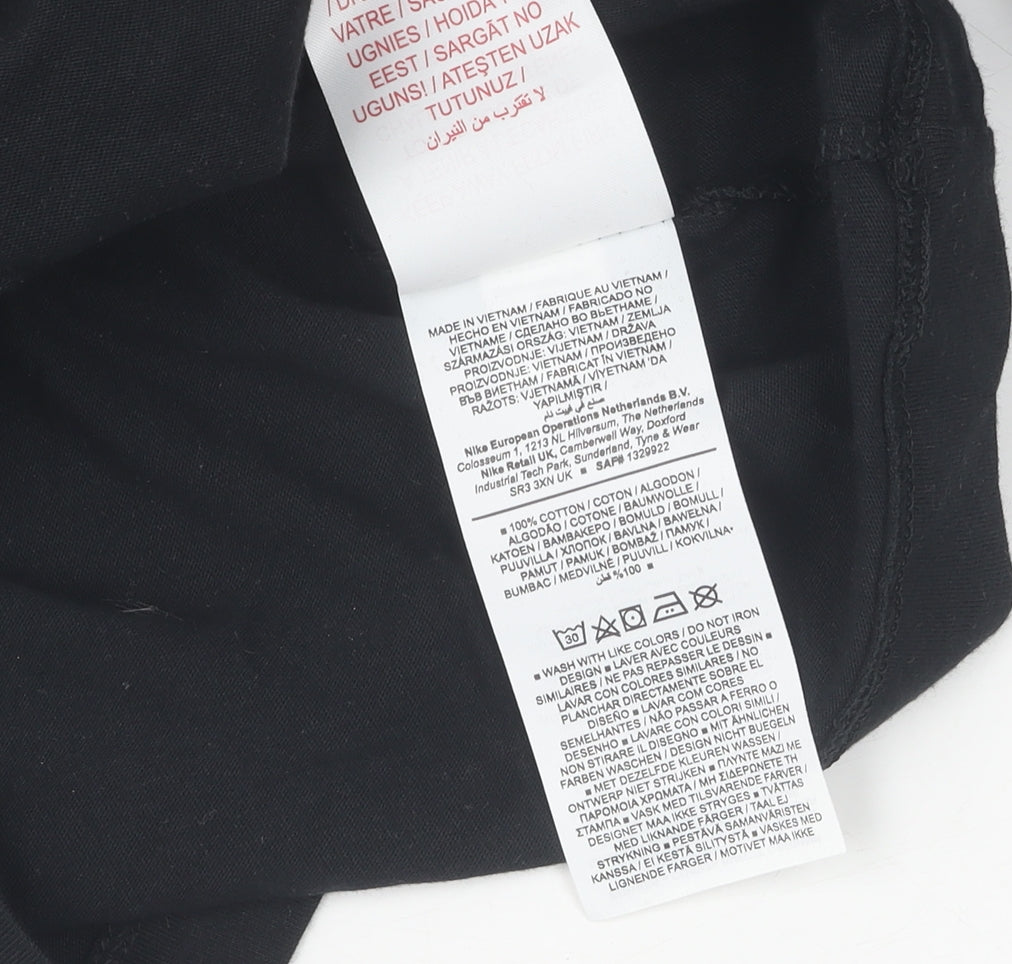 VATRE / 
UGNIES / HOIDA
EEST / SARGĀT NO
UGUNS! / ATEŞTEN UZAK
TUTUNUZ /
لا تقترب من النيران
MADE IN VIETNAM / FABRIQUE AU VIETNAM /
HECHO EN VIETNAM / FABRICADO NO
VIETNAME / СДЕЛАНО ВО ВЬЕТНАМЕ /
SZÁRMAZÁSI ORSZÁG: VIETNAM / ZEMLJA
PROIZVODNJE: VIJETNAM / DRŽAVA
PROIZVODNJE: VIETNAM / ПРОИЗВЕДЕНО
ВЪВ ВИЕТНАМ / FABRICAT ÎN VIETNAM /
RAŽOTS: VJETNAMĀ / VİYETNAM 'DA
YAPILMIŞTIR /
صنع في فييت نام
Nike European Operations Netherlands B.V.
Colosseum 1, 1213 NL Hilversum, The Netherlands
Nike Retail UK, Camberwell Way, Doxford
Industrial Tech Park, Sunderland, Tyne & Wear
SR3 3XN UK ■ SAP# 1329922
■ 100% COTTON / COTON / ALGODON /
ALGODÃO / COTONE / BAUMWOLLE /
KATOEN / ΒΑΜΒΑΚΕΡΟ / BOMULD / BOMULL /
PUUVILLA / ХЛОПОК / BAVLNA / BAWEŁNA /
PAMUT / PAMUK / BOMBAŽ / ПАМУК /
BUMBAC / MEDVILNĖ / PUUVILL / KOKVILNA
100% قطن ■
30
■ WASH WITH LIKE COLORS / DO NOT IRON
DESIGN ■ LAVER AVEC COULEURS
SIMILAIRES / NE PAS REPASSER LE DESSIN ■
LAVAR CON COLORES SIMILARES / NO
PLANCHAR DIRECTAMENTE SOBRE EL
DISEÑO ■ LAVAR COM CORES
SEMELHANTES / NÃO PASSAR A FERRO O
DESENHO ■ LAVARE CON COLORI SIMILI /
NON STIRARE IL DISEGNO ■ MIT ÄHNLICHEN
FARBEN WASCHEN / DESIGN NICHT BUEGELN
■ MET DEZELFDE KLEUREN WASSEN /
ONTWERP NIET STRIJKEN ■ ΠΛΥΝΤΕ ΜΑΖΙ ΜΕ
ΠΑΡΟΜΟΙΑ ΧΡΩΜΑΤΑ / ΜΗ ΣΙΔΕΡΩΝΕΤΕ ΤΗ
ΣΤΑΜΠΑ ■ VASK MED TILSVARENDE FARVER /
DESIGNET MAA IKKE STRYGES ■ TVÄTTAS
MED LIKNANDE FÄRGER / TAAL EJ
STRYKNING ■ PESTÄVÄ SAMANVÄRISTEN
KANSSA / EI KESTÄ SILITYSTÄ ■ VASKES MED
LIGNENDE FARGER / MOTIVET MAA IKKE